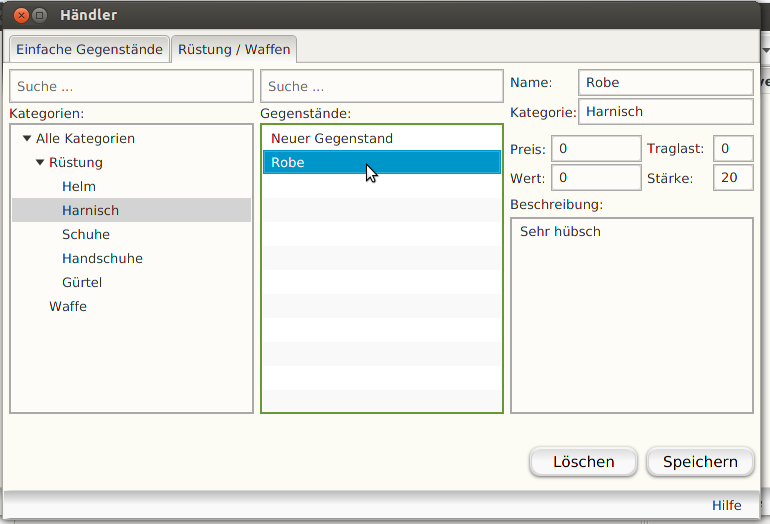 Händler
Einfache Gegenstände
Rüstung / Waffen
Suche ...
Kategorien:
Alle Kategorien
Rüstung
Helm
Harnisch
Schuhe
Handschuhe
Gürtel
Waffe
Suche ...
Gegenstände:
Neuer Gegenstand
Robe
Name: Robe
Kategorie: Harnisch
Preis: 0 Traglast: 0
Wert: 0 Stärke: 20
Beschreibung:
Sehr hübsch
Löschen Speichern
Hilfe